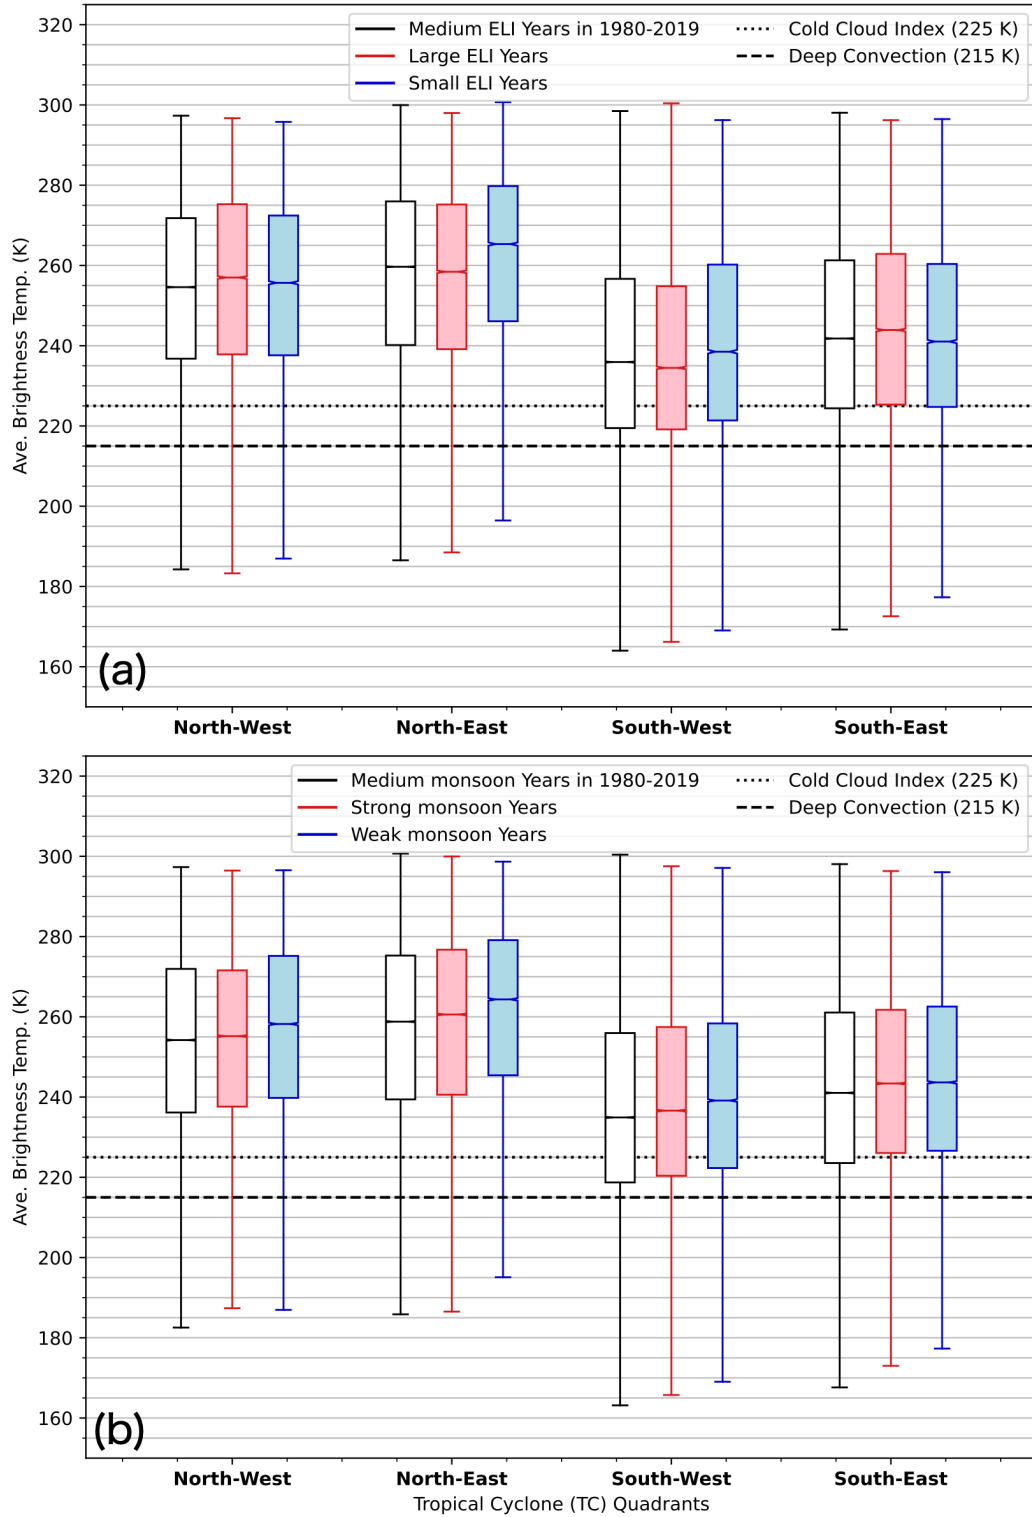 320
300
280
260
240
220
200
180
160
Ave. Brightness Temp. (K)
Medium ELI Years in 1980-2019
Large ELI Years
Small ELI Years
Cold Cloud Index (225 K)
Deep Convection (215 K)
(a)
North-West North-East South-West South-East
320
300
280
260
240
220
200
180
160
Ave. Brightness Temp. (K)
Medium monsoon Years in 1980-2019
Strong monsoon Years
Weak monsoon Years
Cold Cloud Index (225 K)
Deep Convection (215 K)
(b)
North-West North-East South-West South-East
Tropical Cyclone (TC) Quadrants